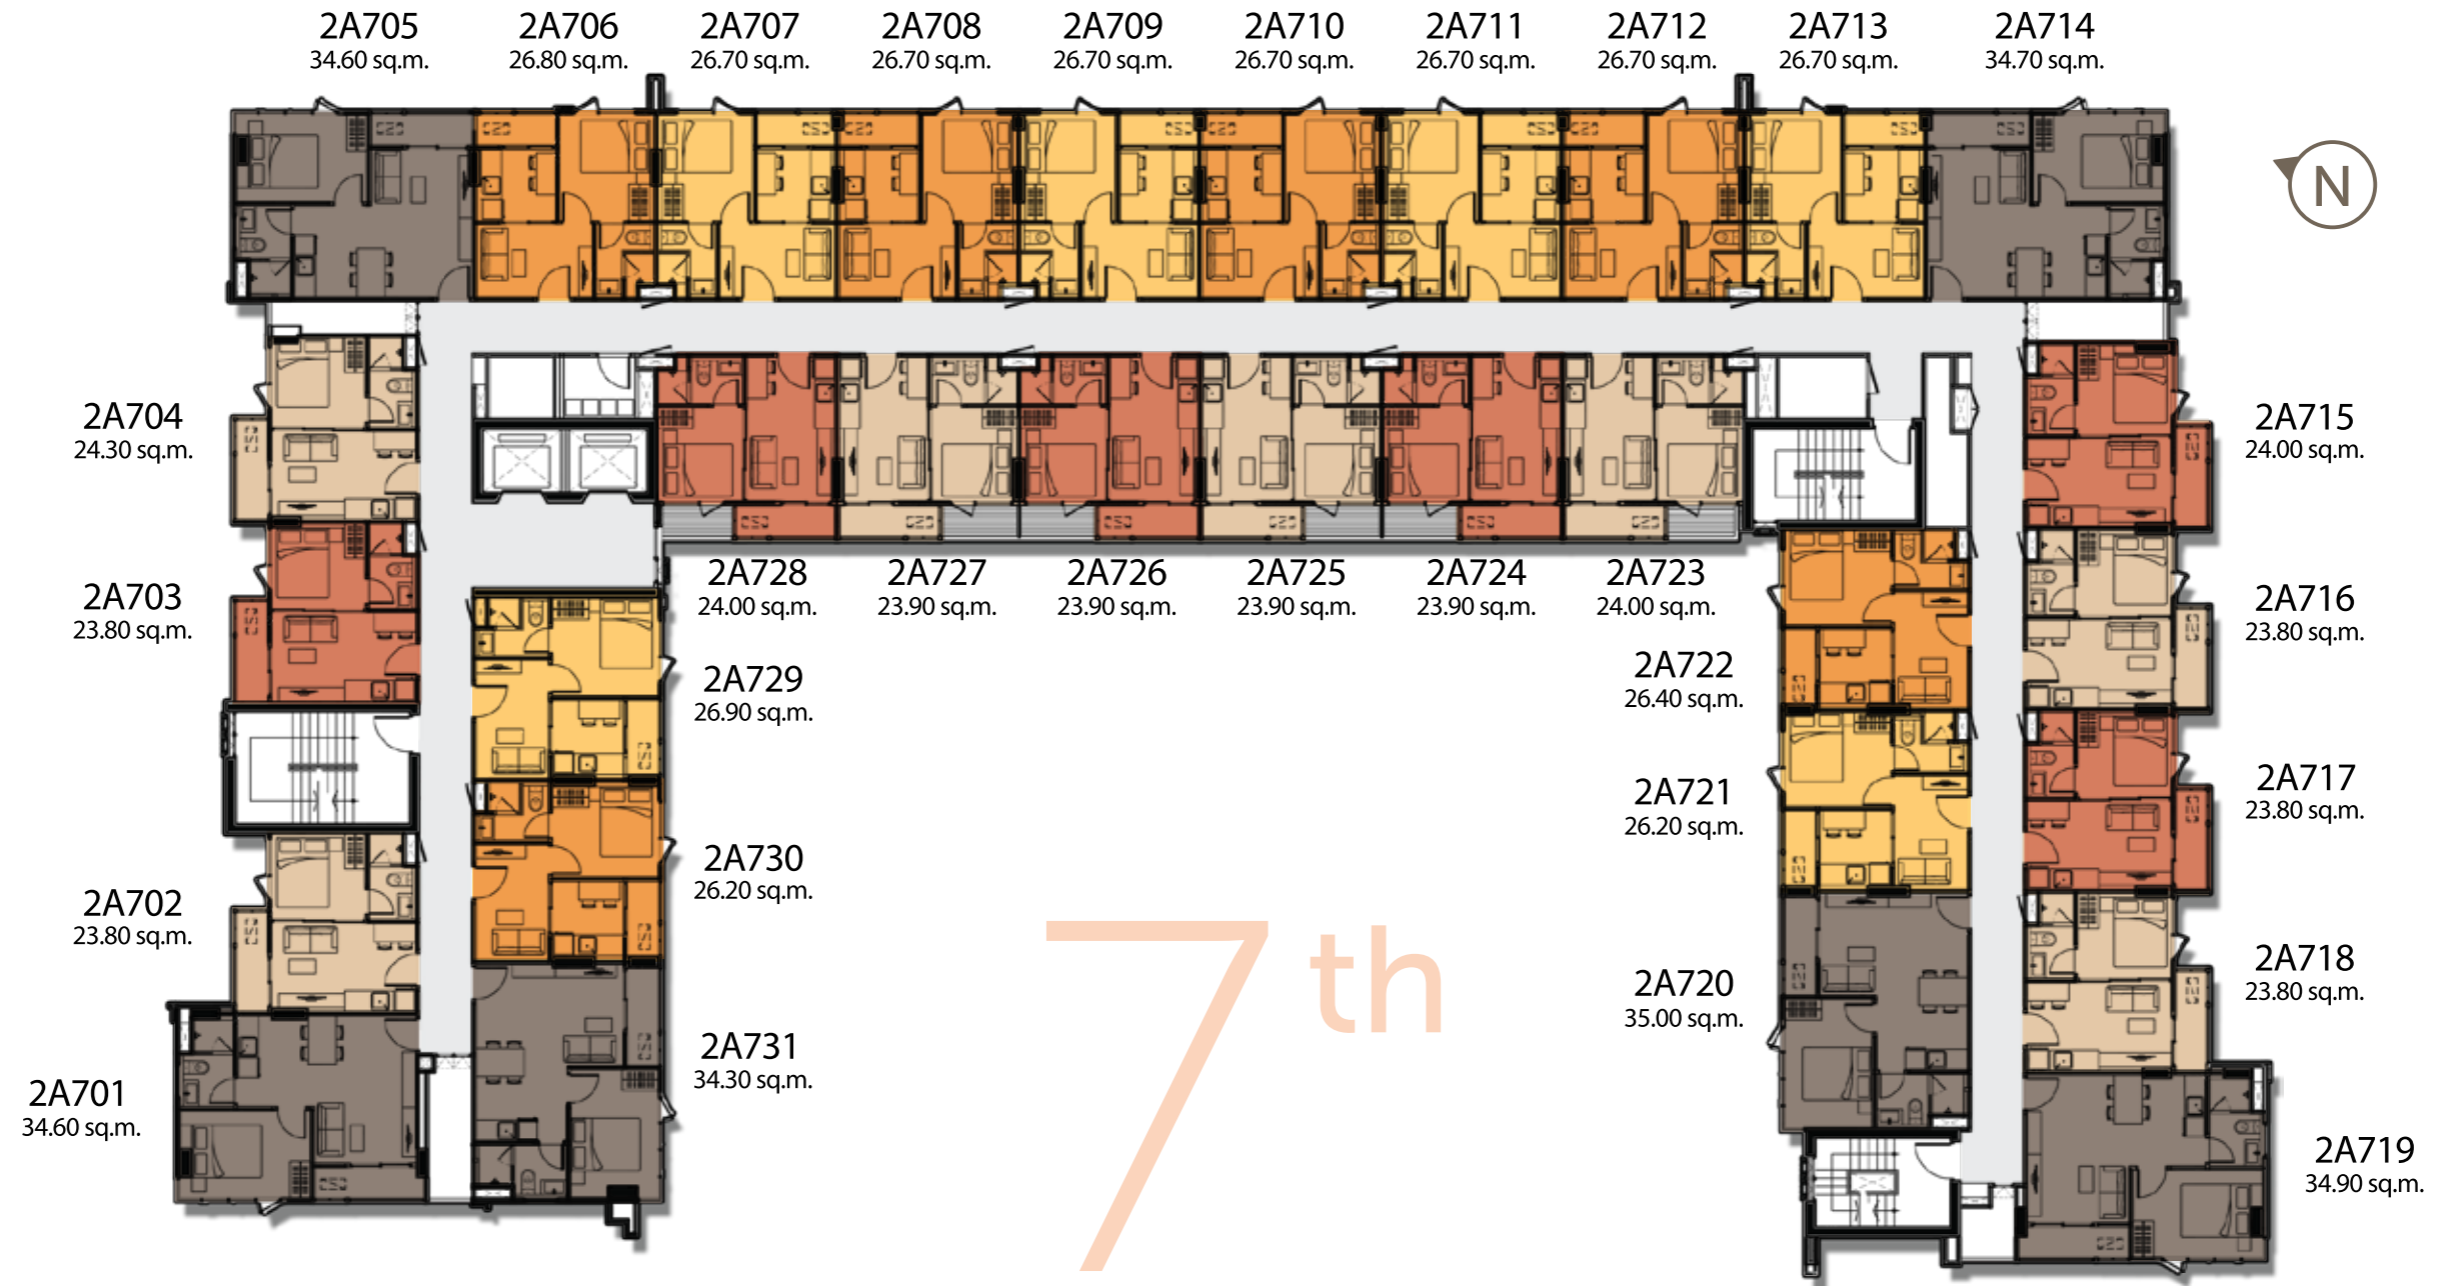 2A705
34.60 sq.m.
2A706
26.80 sq.m.
2A707
26.70 sq.m.
2A708
26.70 sq.m.
2A709
26.70 sq.m.
2A710
26.70 sq.m.
2A711
26.70 sq.m.
2A712
26.70 sq.m.
2A713
26.70 sq.m.
2A714
34.70 sq.m.
N
2A704
24.30 sq.m.
2A703
23.80 sq.m.
2A702
23.80 sq.m.
2A701
34.60 sq.m.
2A728
24.00 sq.m.
2A727
23.90 sq.m.
2A726
23.90 sq.m.
2A725
23.90 sq.m.
2A724
23.90 sq.m.
2A723
24.00 sq.m.
2A729
26.90 sq.m.
2A730
26.20 sq.m.
2A731
34.30 sq.m.
2A722
26.40 sq.m.
2A721
26.20 sq.m.
2A720
35.00 sq.m.
2A715
24.00 sq.m.
2A716
23.80 sq.m.
2A717
23.80 sq.m.
2A718
23.80 sq.m.
2A719
34.90 sq.m.
7th